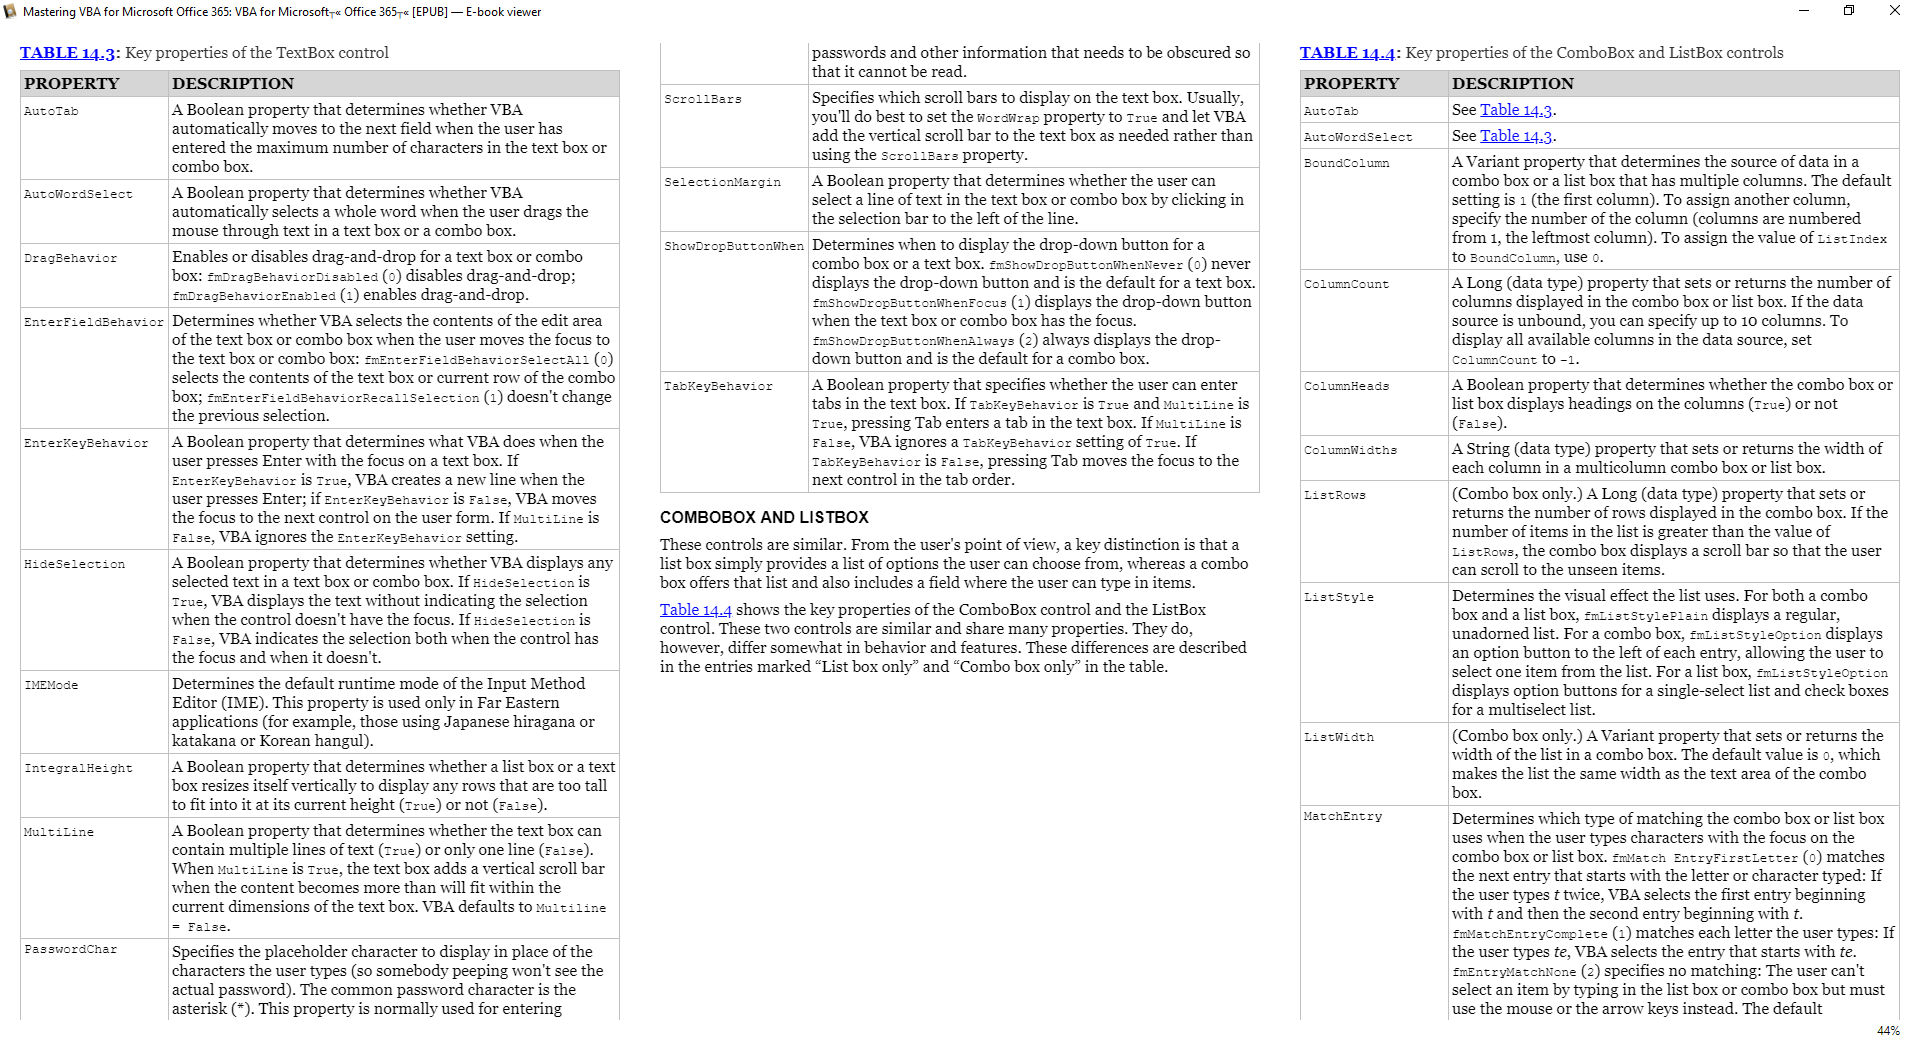 Mastering VBA for Microsoft Office 365: VBA for Microsoft┬« Office 365┬« [EPUB] — E-book viewer
TABLE 14.3: Key properties of the TextBox control
PROPERTY DESCRIPTION
AutoTab A Boolean property that determines whether VBA
automatically moves to the next field when the user has
entered the maximum number of characters in the text box or
combo box.
AutoWordSelect A Boolean property that determines whether VBA
automatically selects a whole word when the user drags the
mouse through text in a text box or a combo box.
DragBehavior Enables or disables drag-and-drop for a text box or combo
box: fmDragBehaviorDisabled (0) disables drag-and-drop;
fmDragBehaviorEnabled (1) enables drag-and-drop.
EnterFieldBehavior Determines whether VBA selects the contents of the edit area
of the text box or combo box when the user moves the focus to
the text box or combo box: fmEnterFieldBehaviorSelectAll (0)
selects the contents of the text box or current row of the combo
box; fmEnterFieldBehaviorRecallSelection (1) doesn't change
the previous selection.
EnterKeyBehavior A Boolean property that determines what VBA does when the
user presses Enter with the focus on a text box. If
EnterKeyBehavior is True, VBA creates a new line when the
user presses Enter; if EnterKeyBehavior is False, VBA moves
the focus to the next control on the user form. If MultiLine is
False, VBA ignores the EnterKeyBehavior setting.
HideSelection A Boolean property that determines whether VBA displays any
selected text in a text box or combo box. If HideSelection is
True, VBA displays the text without indicating the selection
when the control doesn't have the focus. If HideSelection is
False, VBA indicates the selection both when the control has
the focus and when it doesn't.
IMEMode Determines the default runtime mode of the Input Method
Editor (IME). This property is used only in Far Eastern
applications (for example, those using Japanese hiragana or
katakana or Korean hangul).
IntegralHeight A Boolean property that determines whether a list box or a text
box resizes itself vertically to display any rows that are too tall
to fit into it at its current height (True) or not (False).
MultiLine A Boolean property that determines whether the text box can
contain multiple lines of text (True) or only one line (False).
When MultiLine is True, the text box adds a vertical scroll bar
when the content becomes more than will fit within the
current dimensions of the text box. VBA defaults to Multiline
= False.
PasswordChar Specifies the placeholder character to display in place of the
characters the user types (so somebody peeping won't see the
actual password). The common password character is the
asterisk (*). This property is normally used for entering
passwords and other information that needs to be obscured so
that it cannot be read.
ScrollBars Specifies which scroll bars to display on the text box. Usually,
you'll do best to set the WordWrap property to True and let VBA
add the vertical scroll bar to the text box as needed rather than
using the ScrollBars property.
SelectionMargin A Boolean property that determines whether the user can
select a line of text in the text box or combo box by clicking in
the selection bar to the left of the line.
ShowDropButtonWhen Determines when to display the drop-down button for a
combo box or a text box. fmShowDropButtonWhenNever (0) never
displays the drop-down button and is the default for a text box.
fmShowDropButtonWhenFocus (1) displays the drop-down button
when the text box or combo box has the focus.
fmShowDropButtonWhenAlways (2) always displays the drop-
down button and is the default for a combo box.
TabKeyBehavior A Boolean property that specifies whether the user can enter
tabs in the text box. If TabKeyBehavior is True and MultiLine is
True, pressing Tab enters a tab in the text box. If MultiLine is
False, VBA ignores a TabKeyBehavior setting of True. If
TabKeyBehavior is False, pressing Tab moves the focus to the
next control in the tab order.
COMBOBOX AND LISTBOX
These controls are similar. From the user's point of view, a key distinction is that a
list box simply provides a list of options the user can choose from, whereas a combo
box offers that list and also includes a field where the user can type in items.
Table 14.4 shows the key properties of the ComboBox control and the ListBox
control. These two controls are similar and share many properties. They do,
however, differ somewhat in behavior and features. These differences are described
in the entries marked “List box only” and “Combo box only” in the table.
TABLE 14.4: Key properties of the ComboBox and ListBox controls
PROPERTY DESCRIPTION
AutoTab See Table 14.3.
AutoWordSelect See Table 14.3.
BoundColumn A Variant property that determines the source of data in a
combo box or a list box that has multiple columns. The default
setting is 1 (the first column). To assign another column,
specify the number of the column (columns are numbered
from 1, the leftmost column). To assign the value of ListIndex
to BoundColumn, use 0.
ColumnCount A Long (data type) property that sets or returns the number of
columns displayed in the combo box or list box. If the data
source is unbound, you can specify up to 10 columns. To
display all available columns in the data source, set
ColumnCount to -1.
ColumnHeads A Boolean property that determines whether the combo box or
list box displays headings on the columns (True) or not
(False).
ColumnWidths A String (data type) property that sets or returns the width of
each column in a multicolumn combo box or list box.
ListRows (Combo box only.) A Long (data type) property that sets or
returns the number of rows displayed in the combo box. If the
number of items in the list is greater than the value of
ListRows, the combo box displays a scroll bar so that the user
can scroll to the unseen items.
ListStyle Determines the visual effect the list uses. For both a combo
box and a list box, fmListStylePlain displays a regular,
unadorned list. For a combo box, fmListStyleOption displays
an option button to the left of each entry, allowing the user to
select one item from the list. For a list box, fmListStyleOption
displays option buttons for a single-select list and check boxes
for a multiselect list.
ListWidth (Combo box only.) A Variant property that sets or returns the
width of the list in a combo box. The default value is 0, which
makes the list the same width as the text area of the combo
box.
MatchEntry Determines which type of matching the combo box or list box
uses when the user types characters with the focus on the
combo box or list box. fmMatch EntryFirstLetter (0) matches
the next entry that starts with the letter or character typed: If
the user types t twice, VBA selects the first entry beginning
with t and then the second entry beginning with t.
fmMatchEntryComplete (1) matches each letter the user types: If
the user types te, VBA selects the entry that starts with te.
fmEntryMatchNone (2) specifies no matching: The user can't
select an item by typing in the list box or combo box but must
use the mouse or the arrow keys instead. The default
44%